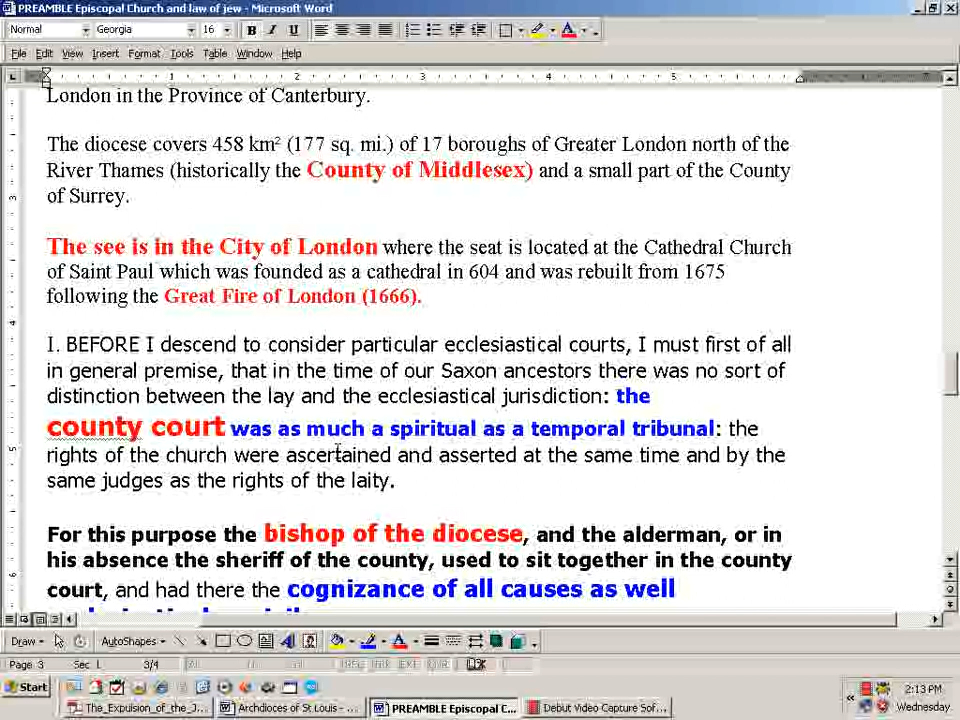 PREAMBLE Episcopal Church and law of jew - Microsoft Word
Normal Georgia 16 B I U
File Edit View Insert Format Tools Table Window Help
1 2 3 4 5
London in the Province of Canterbury.
The diocese covers 458 km² (177 sq. mi.) of 17 boroughs of Greater London north of the
River Thames (historically the County of Middlesex) and a small part of the County
of Surrey.
The see is in the City of London where the seat is located at the Cathedral Church
of Saint Paul which was founded as a cathedral in 604 and was rebuilt from 1675
following the Great Fire of London (1666).
I. BEFORE I descend to consider particular ecclesiastical courts, I must first of all
in general premise, that in the time of our Saxon ancestors there was no sort of
distinction between the lay and the ecclesiastical jurisdiction: the
county court was as much a spiritual as a temporal tribunal: the
rights of the church were ascertained and asserted at the same time and by the
same judges as the rights of the laity.
For this purpose the bishop of the diocese, and the alderman, or in
his absence the sheriff of the county, used to sit together in the county
court, and had there the cognizance of all causes as well
Draw AutoShapes
Page 3 Sec 1 3/4
Start
The_Expulsion_of_the_J... Archdioces of St Louis - ... PREAMBLE Episcopal C... Debut Video Capture Sof...
2:13 PM
Wednesday